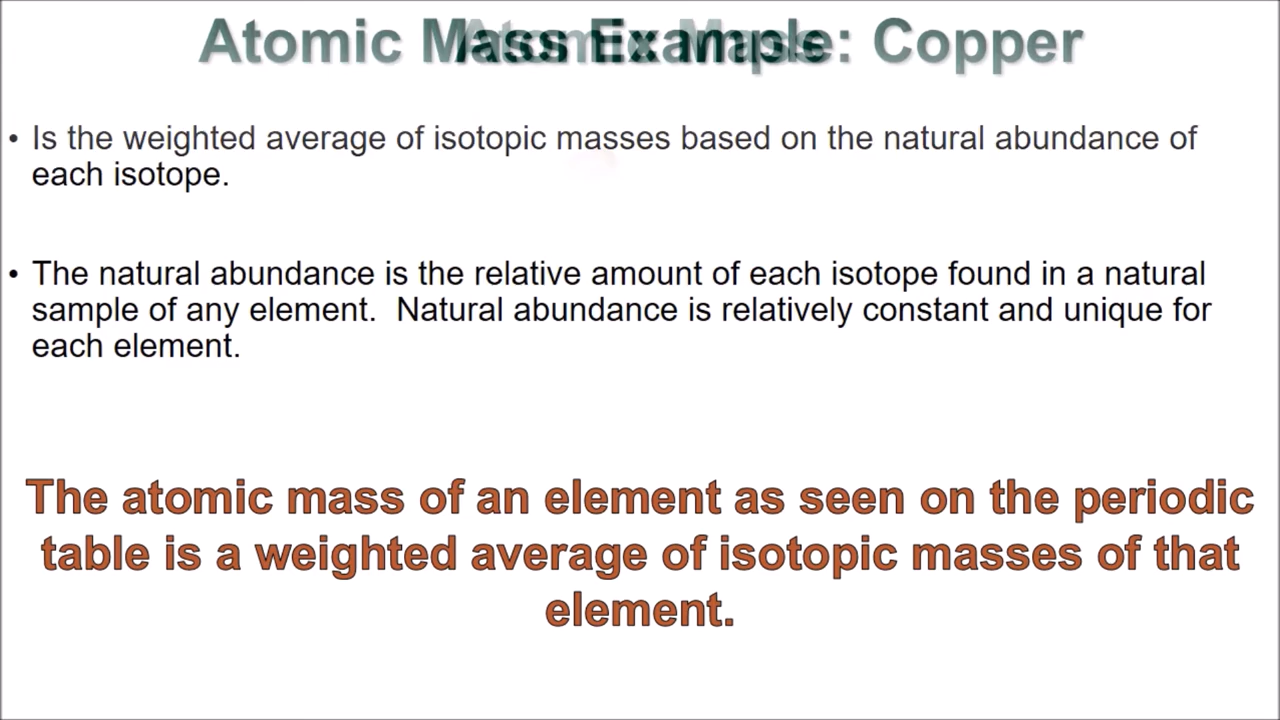 Atomic Mass Example: Copper
Atomic Mass
• Is the weighted average of isotopic masses based on the natural abundance of
each isotope.
• The natural abundance is the relative amount of each isotope found in a natural
sample of any element. Natural abundance is relatively constant and unique for
each element.
The atomic mass of an element as seen on the periodic
table is a weighted average of isotopic masses of that
element.